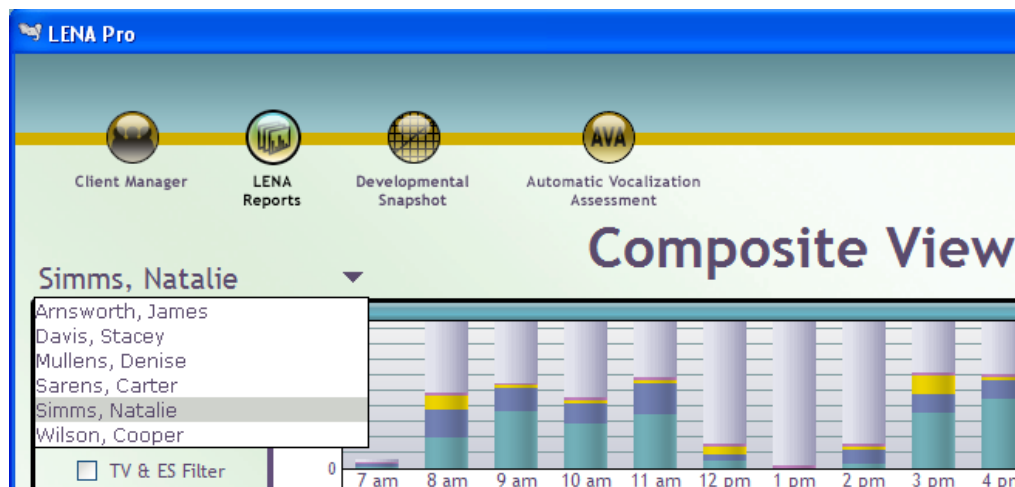 LENA Pro
AVA
Client Manager
LENA
Reports
Developmental
Snapshot
Automatic Vocalization
Assessment
Composite View
Simms, Natalie
Arnsworth, James
Davis, Stacey
Mullens, Denise
Sarens, Carter
Simms, Natalie
Wilson, Cooper
TV & ES Filter
0
7 am 8 am 9 am 10 am 11 am 12 pm 1 pm 2 pm 3 pm 4 pm